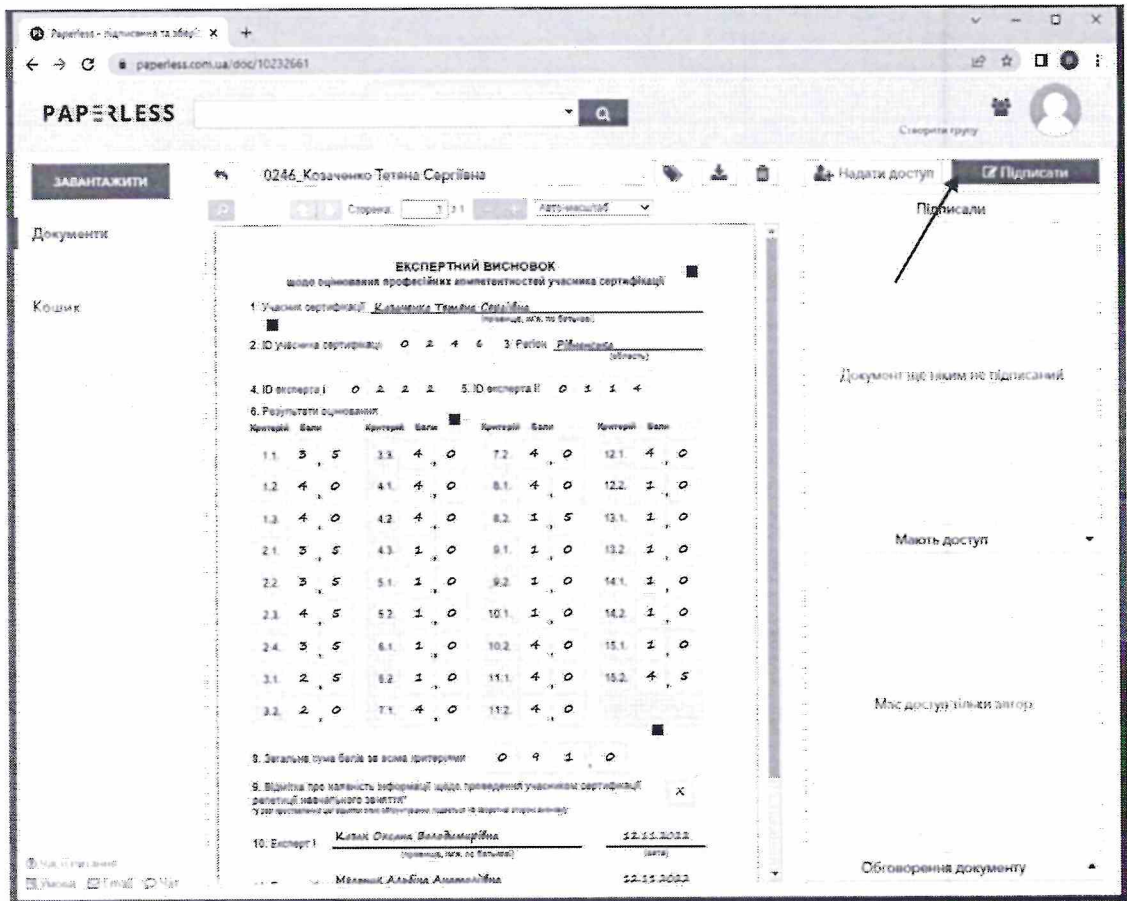 Paperless - підписання та збері
paperless.com.ua/doc/10232661
PAPERLESS
Створити групу
ЗАВАНТАЖИТИ
0246_Козаченко Тетяна Сергіївна
Надати доступ
Підписати
Сторінка: з 1 Авто-масштаб
Підписали
Документи
Кошик
ЕКСПЕРТНИЙ ВИСНОВОК
щодо оцінювання професійних компетентностей учасника сертифікації
1. Учасник сертифікації Козаченко Тетяна Сергіївна
(прізвище, ім'я, по батькові)
2. ID учасника сертифікації 0 2 4 6 3. Регіон Рівненська
(область)
4. ID експерта I 0 2 2 2 5. ID експерта II 0 1 1 4
Документ ще ніким не підписаний
6. Результати оцінювання
Критерій Бали Критерій Бали Критерій Бали Критерій Бали
1.1. 3 , 5 3.3. 4 , 0 7.2. 4 , 0 12.1. 4 , 0
1.2. 4 , 0 4.1. 4 , 0 8.1. 4 , 0 12.2. 1 , 0
1.3. 4 , 0 4.2. 4 , 0 8.2. 1 , 5 13.1. 1 , 0
2.1. 3 , 5 4.3. 1 , 0 9.1. 1 , 0 13.2. 1 , 0
Мають доступ
2.2. 3 , 5 5.1. 1 , 0 9.2. 1 , 0 14.1. 1 , 0
2.3. 4 , 5 5.2. 1 , 0 10.1. 1 , 0 14.2. 1 , 0
2.4. 3 , 5 6.1. 1 , 0 10.2. 4 , 0 15.1. 1 , 0
3.1. 2 , 5 6.2. 1 , 0 11.1. 4 , 0 15.2. 4 , 5
3.2. 2 , 0 7.1. 4 , 0 11.2. 4 , 0
Має доступ тільки автор
8. Загальна сума балів за всіма критеріями 0 9 1 , 0
9. Відмітка про наявність інформації щодо проведення учасником сертифікації
репетиції навчального заняття* X
10. Експерт I Козак Оксана Володимирівна 12.11.2022
(прізвище, ім'я, по батькові) (дата)
Альбіна Анатоліївна 12.11.2022
Умови Email Чат
Обговорення документу